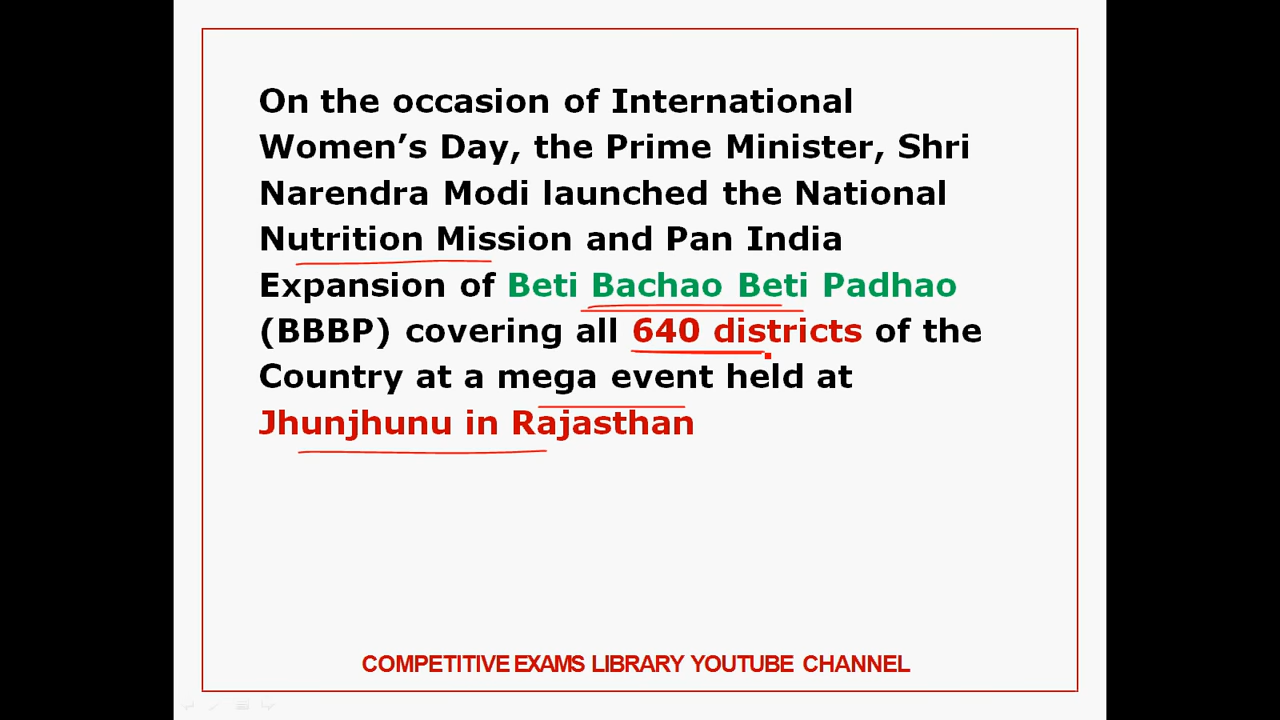 On the occasion of International
Women’s Day, the Prime Minister, Shri
Narendra Modi launched the National
Nutrition Mission and Pan India
Expansion of Beti Bachao Beti Padhao
(BBBP) covering all 640 districts of the
Country at a mega event held at
Jhunjhunu in Rajasthan
COMPETITIVE EXAMS LIBRARY YOUTUBE CHANNEL